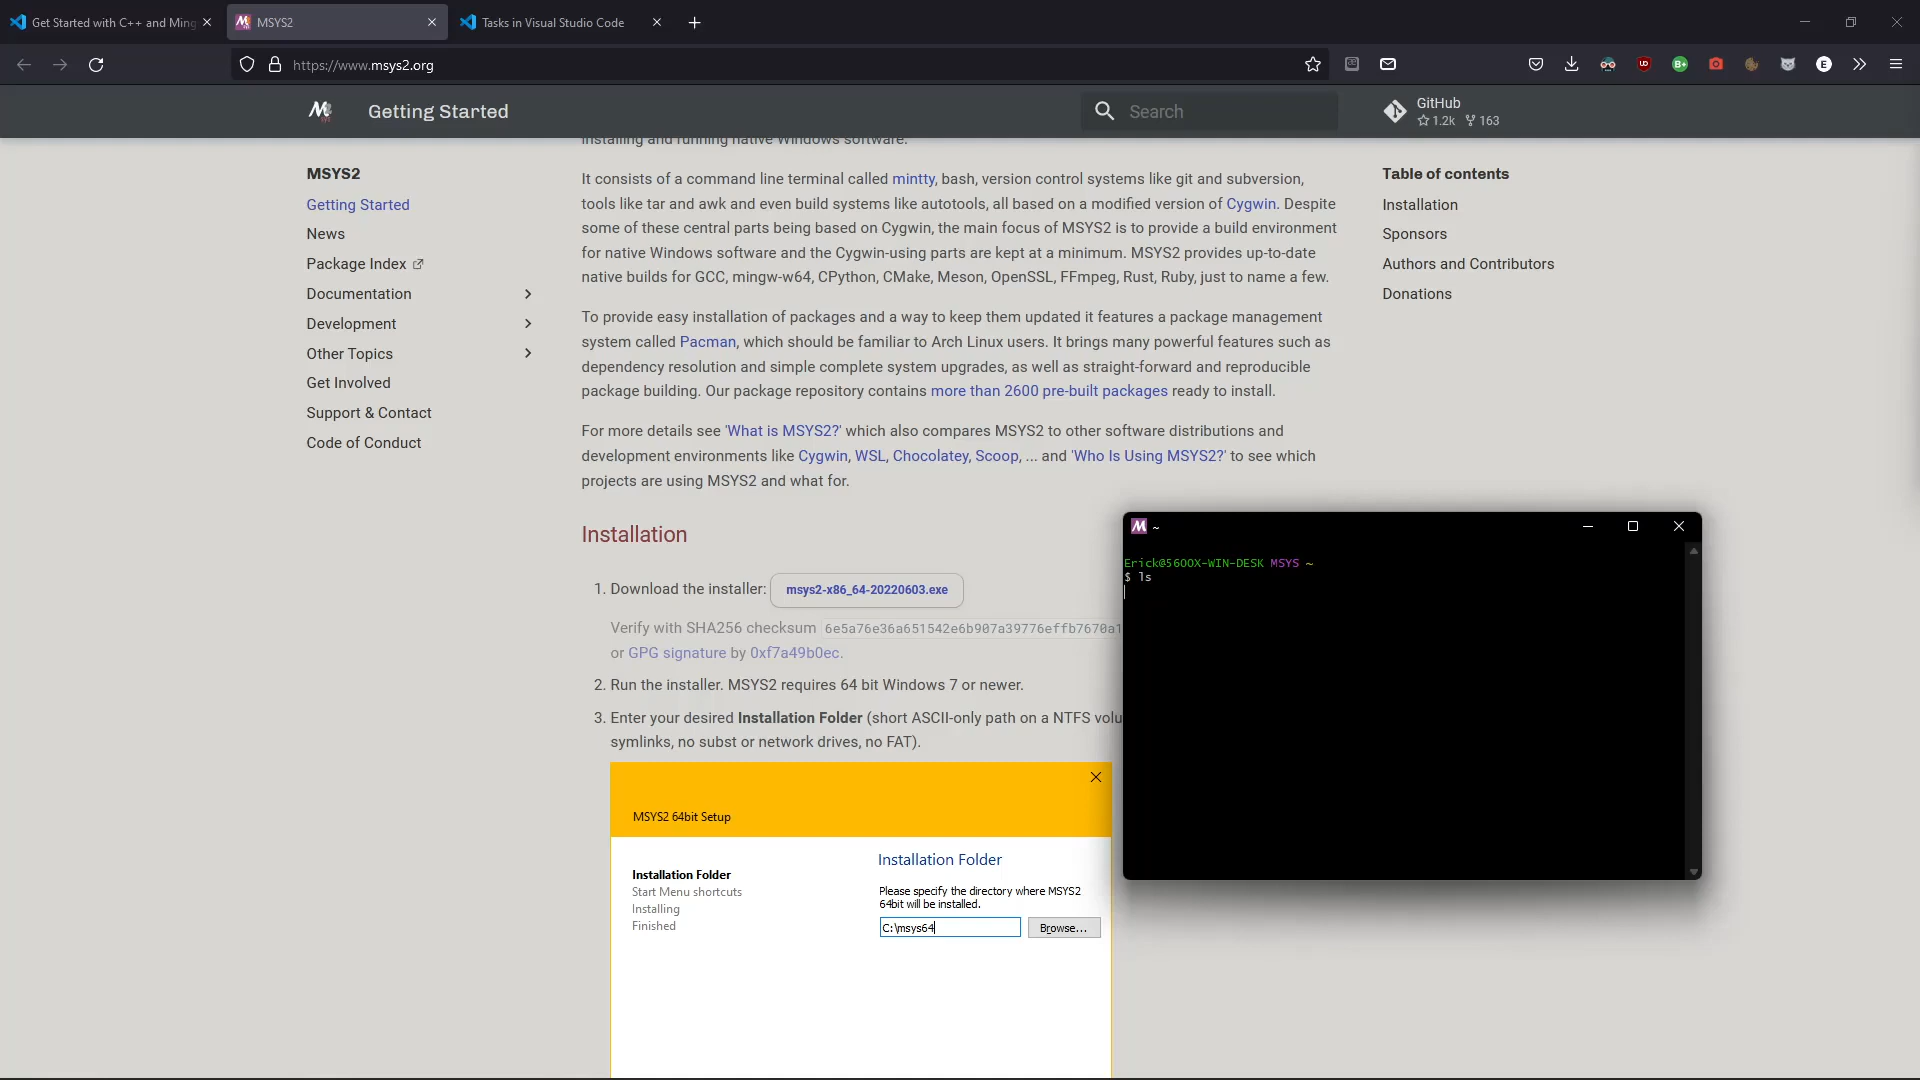 Get Started with C++ and Ming
MSYS2
Tasks in Visual Studio Code
https://www.msys2.org
Getting Started
Search
GitHub
1.2k 163
MSYS2
Getting Started
News
Package Index
Documentation
Development
Other Topics
Get Involved
Support & Contact
Code of Conduct
installing and running native Windows software.
It consists of a command line terminal called mintty, bash, version control systems like git and subversion,
tools like tar and awk and even build systems like autotools, all based on a modified version of Cygwin. Despite
some of these central parts being based on Cygwin, the main focus of MSYS2 is to provide a build environment
for native Windows software and the Cygwin-using parts are kept at a minimum. MSYS2 provides up-to-date
native builds for GCC, mingw-w64, CPython, CMake, Meson, OpenSSL, FFmpeg, Rust, Ruby, just to name a few.
To provide easy installation of packages and a way to keep them updated it features a package management
system called Pacman, which should be familiar to Arch Linux users. It brings many powerful features such as
dependency resolution and simple complete system upgrades, as well as straight-forward and reproducible
package building. Our package repository contains more than 2600 pre-built packages ready to install.
For more details see 'What is MSYS2?' which also compares MSYS2 to other software distributions and
development environments like Cygwin, WSL, Chocolatey, Scoop, ... and 'Who Is Using MSYS2?' to see which
projects are using MSYS2 and what for.
Installation
1. Download the installer: msys2-x86_64-20220603.exe
Verify with SHA256 checksum 6e5a76e36a651542e6b907a39776effb7670a1
or GPG signature by 0xf7a49b0ec.
2. Run the installer. MSYS2 requires 64 bit Windows 7 or newer.
3. Enter your desired Installation Folder (short ASCII-only path on a NTFS volu
symlinks, no subst or network drives, no FAT).
MSYS2 64bit Setup
Installation Folder
Start Menu shortcuts
Installing
Finished
Installation Folder
Please specify the directory where MSYS2
64bit will be installed.
C:\msys64
Browse...
Table of contents
Installation
Sponsors
Authors and Contributors
Donations
M ~
Erick@5600X-WIN-DESK MSYS ~
$ ls